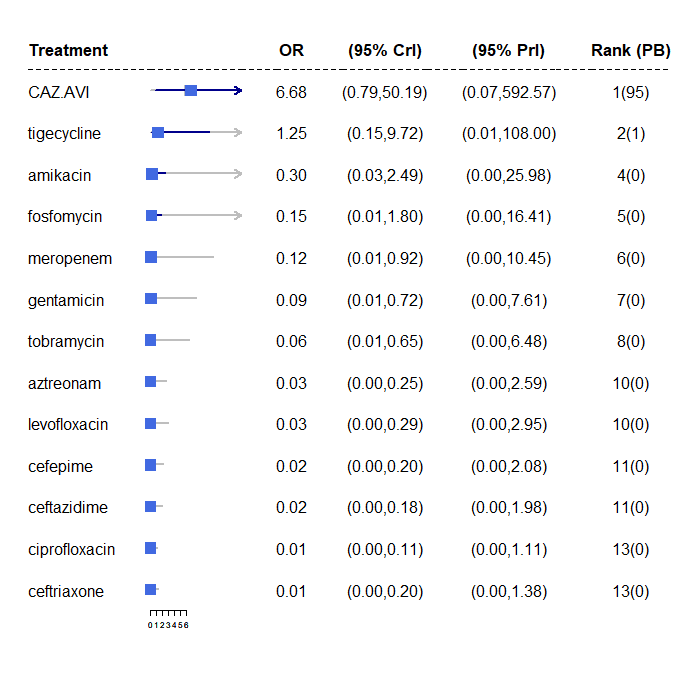 Treatment OR (95% CrI) (95% PrI) Rank (PB)
CAZ.AVI 6.68 (0.79,50.19) (0.07,592.57) 1(95)
tigecycline 1.25 (0.15,9.72) (0.01,108.00) 2(1)
amikacin 0.30 (0.03,2.49) (0.00,25.98) 4(0)
fosfomycin 0.15 (0.01,1.80) (0.00,16.41) 5(0)
meropenem 0.12 (0.01,0.92) (0.00,10.45) 6(0)
gentamicin 0.09 (0.01,0.72) (0.00,7.61) 7(0)
tobramycin 0.06 (0.01,0.65) (0.00,6.48) 8(0)
aztreonam 0.03 (0.00,0.25) (0.00,2.59) 10(0)
levofloxacin 0.03 (0.00,0.29) (0.00,2.95) 10(0)
cefepime 0.02 (0.00,0.20) (0.00,2.08) 11(0)
ceftazidime 0.02 (0.00,0.18) (0.00,1.98) 11(0)
ciprofloxacin 0.01 (0.00,0.11) (0.00,1.11) 13(0)
ceftriaxone 0.01 (0.00,0.20) (0.00,1.38) 13(0)
0 1 2 3 4 5 6